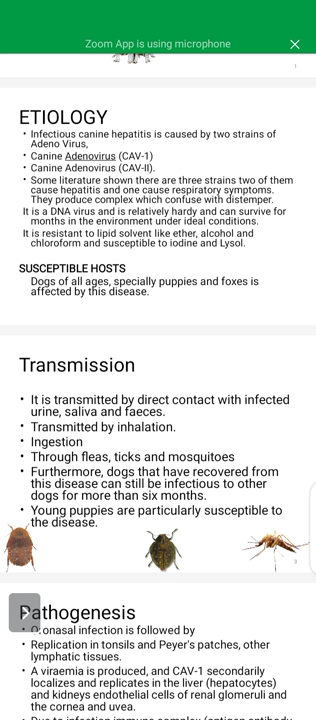 Zoom App is using microphone
ETIOLOGY
• Infectious canine hepatitis is caused by two strains of
Adeno Virus,
• Canine Adenovirus (CAV-1)
• Canine Adenovirus (CAV-II).
• Some literature shown there are three strains two of them
cause hepatitis and one cause respiratory symptoms.
They produce complex which confuse with distemper.
It is a DNA virus and is relatively hardy and can survive for
months in the environment under ideal conditions.
It is resistant to lipid solvent like ether, alcohol and
chloroform and susceptible to iodine and Lysol.
SUSCEPTIBLE HOSTS
Dogs of all ages, specially puppies and foxes is
affected by this disease.
Transmission
• It is transmitted by direct contact with infected
urine, saliva and faeces.
• Transmitted by inhalation.
• Ingestion
• Through fleas, ticks and mosquitoes
• Furthermore, dogs that have recovered from
this disease can still be infectious to other
dogs for more than six months.
• Young puppies are particularly susceptible to
the disease.
3
Pathogenesis
• Oronasal infection is followed by
• Replication in tonsils and Peyer's patches, other
lymphatic tissues.
• A viraemia is produced, and CAV-1 secondarily
localizes and replicates in the liver (hepatocytes)
and kidneys endothelial cells of renal glomeruli and
the cornea and uvea.
• Due to infection immune complex (antigen antibody